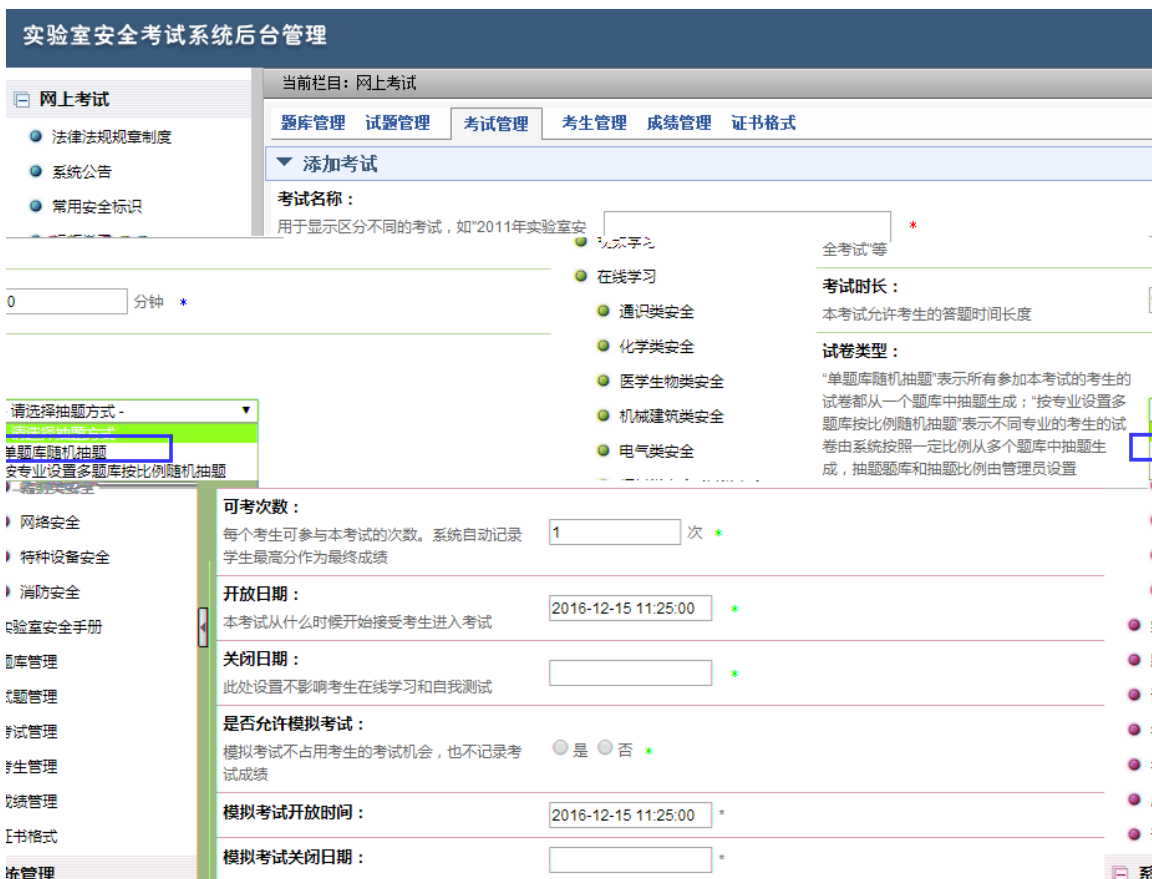 实验室安全考试系统后台管理
网上考试
法律法规规章制度
系统公告
常用安全标识
当前栏目：网上考试
题库管理 试题管理 考试管理 考生管理 成绩管理 证书格式
添加考试
考试名称：
用于显示区分不同的考试，如"2011年实验室安 *
0 分钟 *
请选择抽题方式 -
请选择抽题方式
单题库随机抽题
按专业设置多题库按比例随机抽题
在线学习
通识类安全
化学类安全
医学生物类安全
机械建筑类安全
电气类安全
全考试"等
考试时长：
本考试允许考生的答题时间长度
试卷类型：
"单题库随机抽题"表示所有参加本考试的考生的
试卷都从一个题库中抽题生成；"按专业设置多
题库按比例随机抽题"表示不同专业的考生的试
卷由系统按照一定比例从多个题库中抽题生
成，抽题题库和抽题比例由管理员设置
网络安全
特种设备安全
消防安全
验室安全手册
库管理
题管理
试管理
生管理
绩管理
书格式
统管理
可考次数：
每个考生可参与本考试的次数。系统自动记录 1 次 *
学生最高分作为最终成绩
开放日期：
本考试从什么时候开始接受考生进入考试 2016-12-15 11:25:00 *
关闭日期：
此处设置不影响考生在线学习和自我测试 *
是否允许模拟考试：
模拟考试不占用考生的考试机会，也不记录考 是 否 *
试成绩
模拟考试开放时间： 2016-12-15 11:25:00 *
模拟考试关闭日期： *